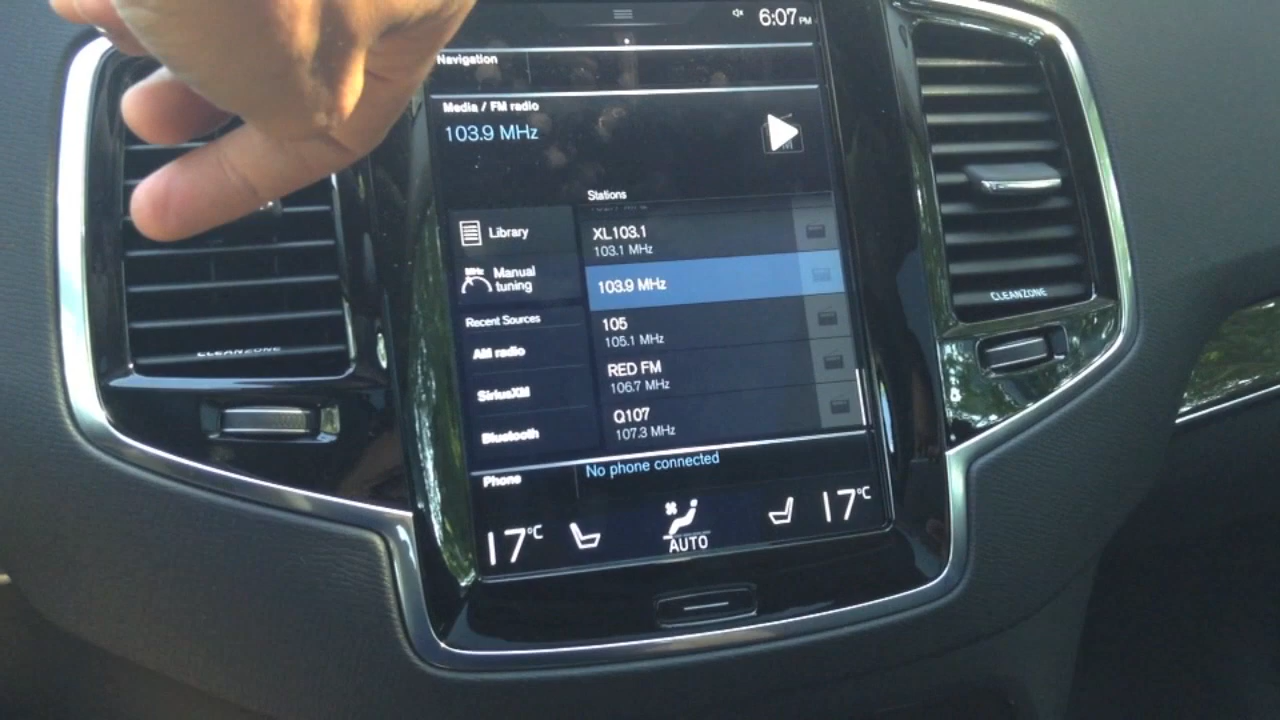 6:07PM
Navigation
Media / FM radio
103.9 MHz
Stations
Library
XL103.1
103.1 MHz
Manual
tuning
103.9 MHz
Recent Sources
105
105.1 MHz
AM radio
RED FM
106.7 MHz
SiriusXM
Q107
107.3 MHz
Bluetooth
Phone
No phone connected
17°C
AUTO
17°C
CLEANZONE
CLEANZONE